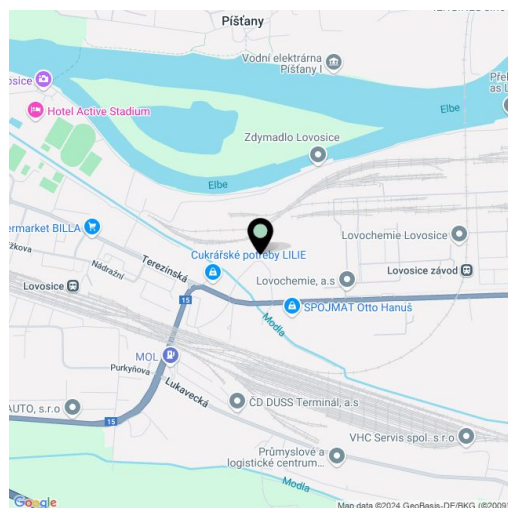 Píšťany
Vodní elektrárna
Píšťany I
Hotel Active Stadium
Elbe
Zdymadlo Lovosice
Elbe
Lovochemie Lovosice
Cukrářské potřeby LILIE
Terezínská
Nádražní
Lovosice závod
Lovochemie, a.s
Lovosice
15
SPOJMAT Otto Hanuš
Modla
MOL
Purkyňova
Lukavecká
ČD DUSS Terminál, a.s
AUTO, s.r.o
15
VHC Servis spol. s r.o
Průmyslové a
logistické centrum...
Modla
Google
Map data ©2024 GeoBasis-DE/BKG (©2009)